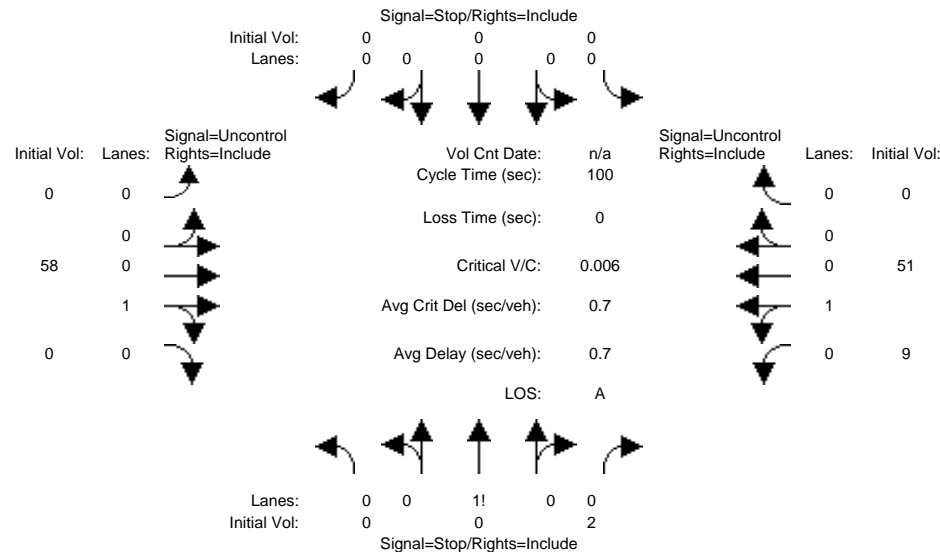 Signal=Stop/Rights=Include
Initial Vol: 0 0 0
Lanes: 0 0 0 0 0
Signal=Uncontrol
Initial Vol: Lanes: Rights=Include
Vol Cnt Date: n/a
Signal=Uncontrol
Rights=Include Lanes: Initial Vol:
Cycle Time (sec): 100
0 0
0 0
Loss Time (sec): 0
0
0
58 0
Critical V/C: 0.006
0 51
1
Avg Crit Del (sec/veh): 0.7
1
0 0
Avg Delay (sec/veh): 0.7
0 9
LOS: A
Lanes: 0 0 1! 0 0
Initial Vol: 0 0 2
Signal=Stop/Rights=Include